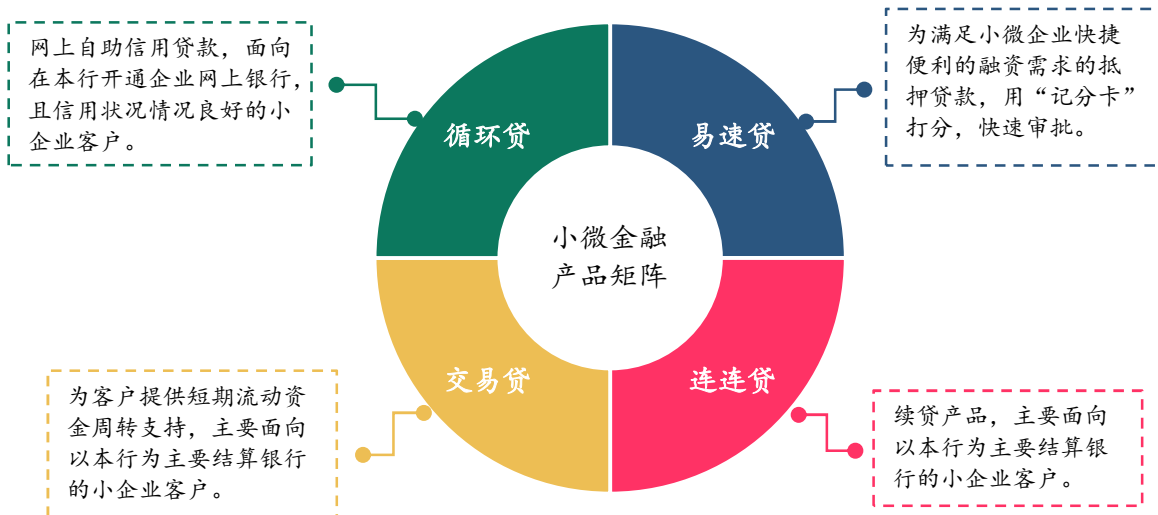 网上自助信用贷款，面向
在本行开通企业网上银行，
且信用状况情况良好的小
企业客户。
为满足小微企业快捷
便利的融资需求的抵
押贷款，用“记分卡”
打分，快速审批。
循环贷
易速贷
小微金融
产品矩阵
交易贷
连连贷
为客户提供短期流动资
金周转支持，主要面向
以本行为主要结算银行
的小企业客户。
续贷产品，主要面向
以本行为主要结算银
行的小企业客户。